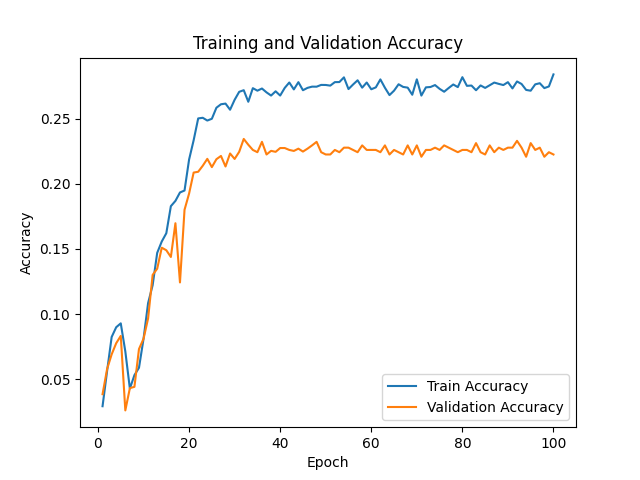 Training and Validation Accuracy
0.25
0.20
0.15
0.10
0.05
Accuracy
Train Accuracy
Validation Accuracy
0 20 40 60 80 100
Epoch